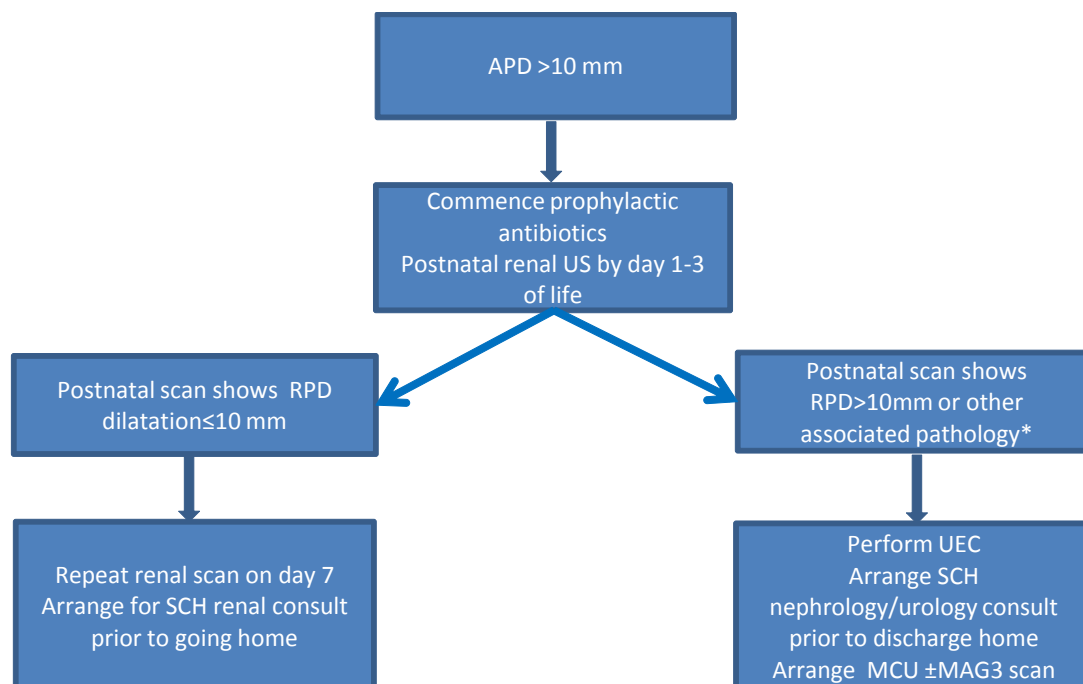 APD >10 mm
Commence prophylactic
antibiotics
Postnatal renal US by day 1-3
of life
Postnatal scan shows RPD
dilatation≤10 mm
Postnatal scan shows
RPD>10mm or other
associated pathology*
Repeat renal scan on day 7
Arrange for SCH renal consult
prior to going home
Perform UEC
Arrange SCH
nephrology/urology consult
prior to discharge home
Arrange MCU ±MAG3 scan